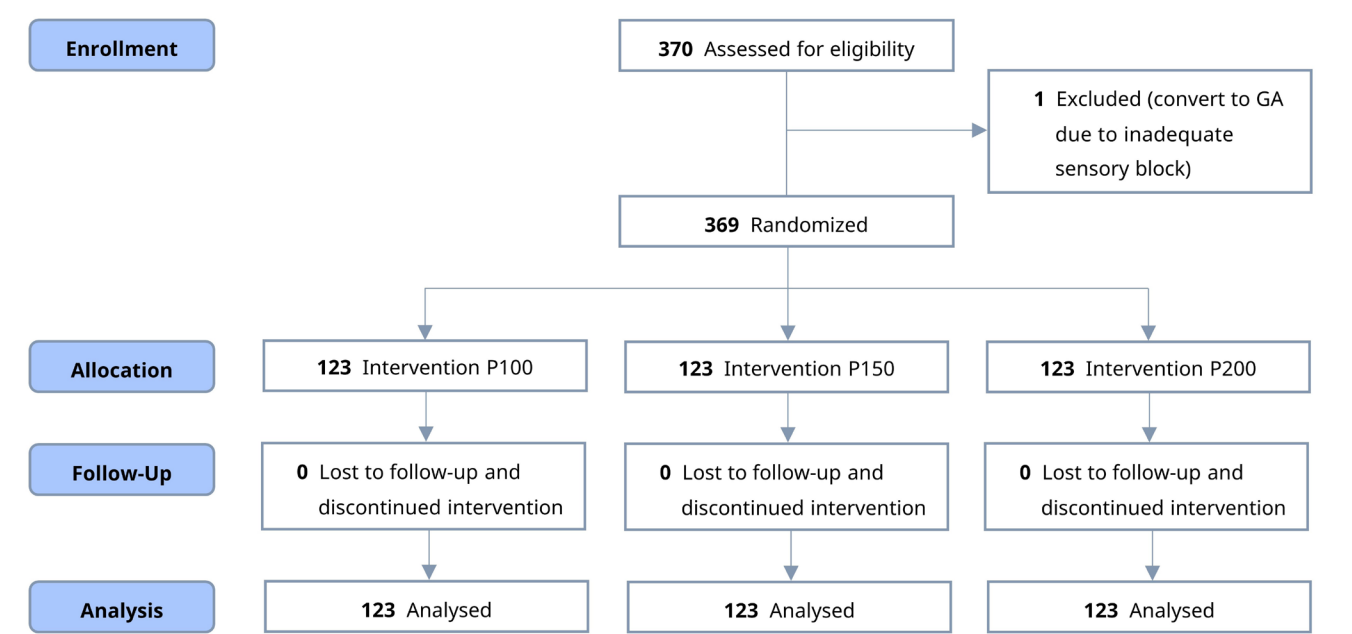 Enrollment
370 Assessed for eligibility
1 Excluded (convert to GA
due to inadequate
sensory block)
369 Randomized
Allocation
123 Intervention P100
123 Intervention P150
123 Intervention P200
Follow-Up
0 Lost to follow-up and
discontinued intervention
0 Lost to follow-up and
discontinued intervention
0 Lost to follow-up and
discontinued intervention
Analysis
123 Analysed
123 Analysed
123 Analysed